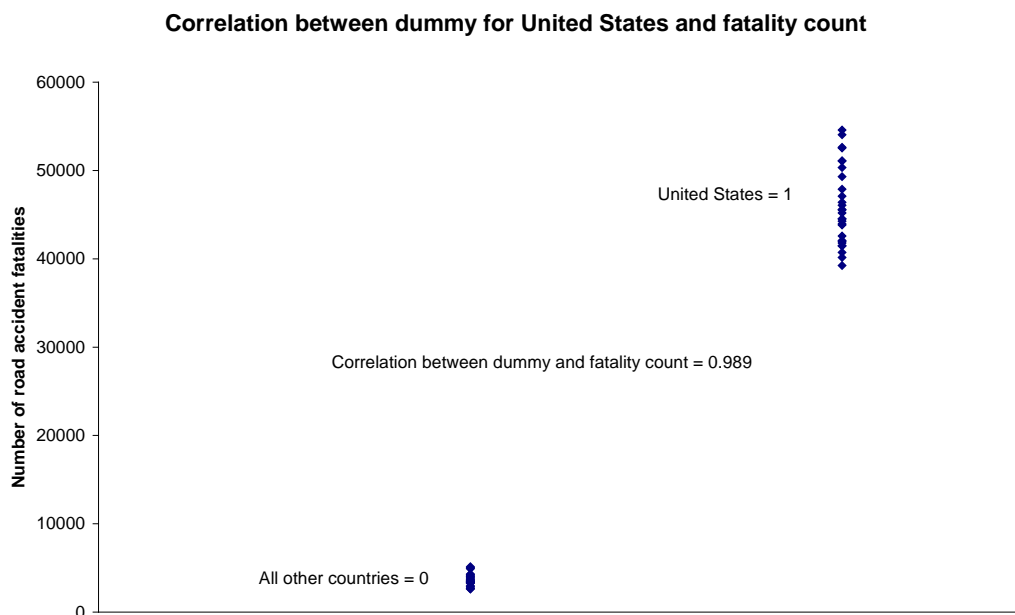 Correlation between dummy for United States and fatality count
60000
50000
United States = 1
40000
30000
Correlation between dummy and fatality count = 0.989
20000
10000
All other countries = 0
0
Number of road accident fatalities